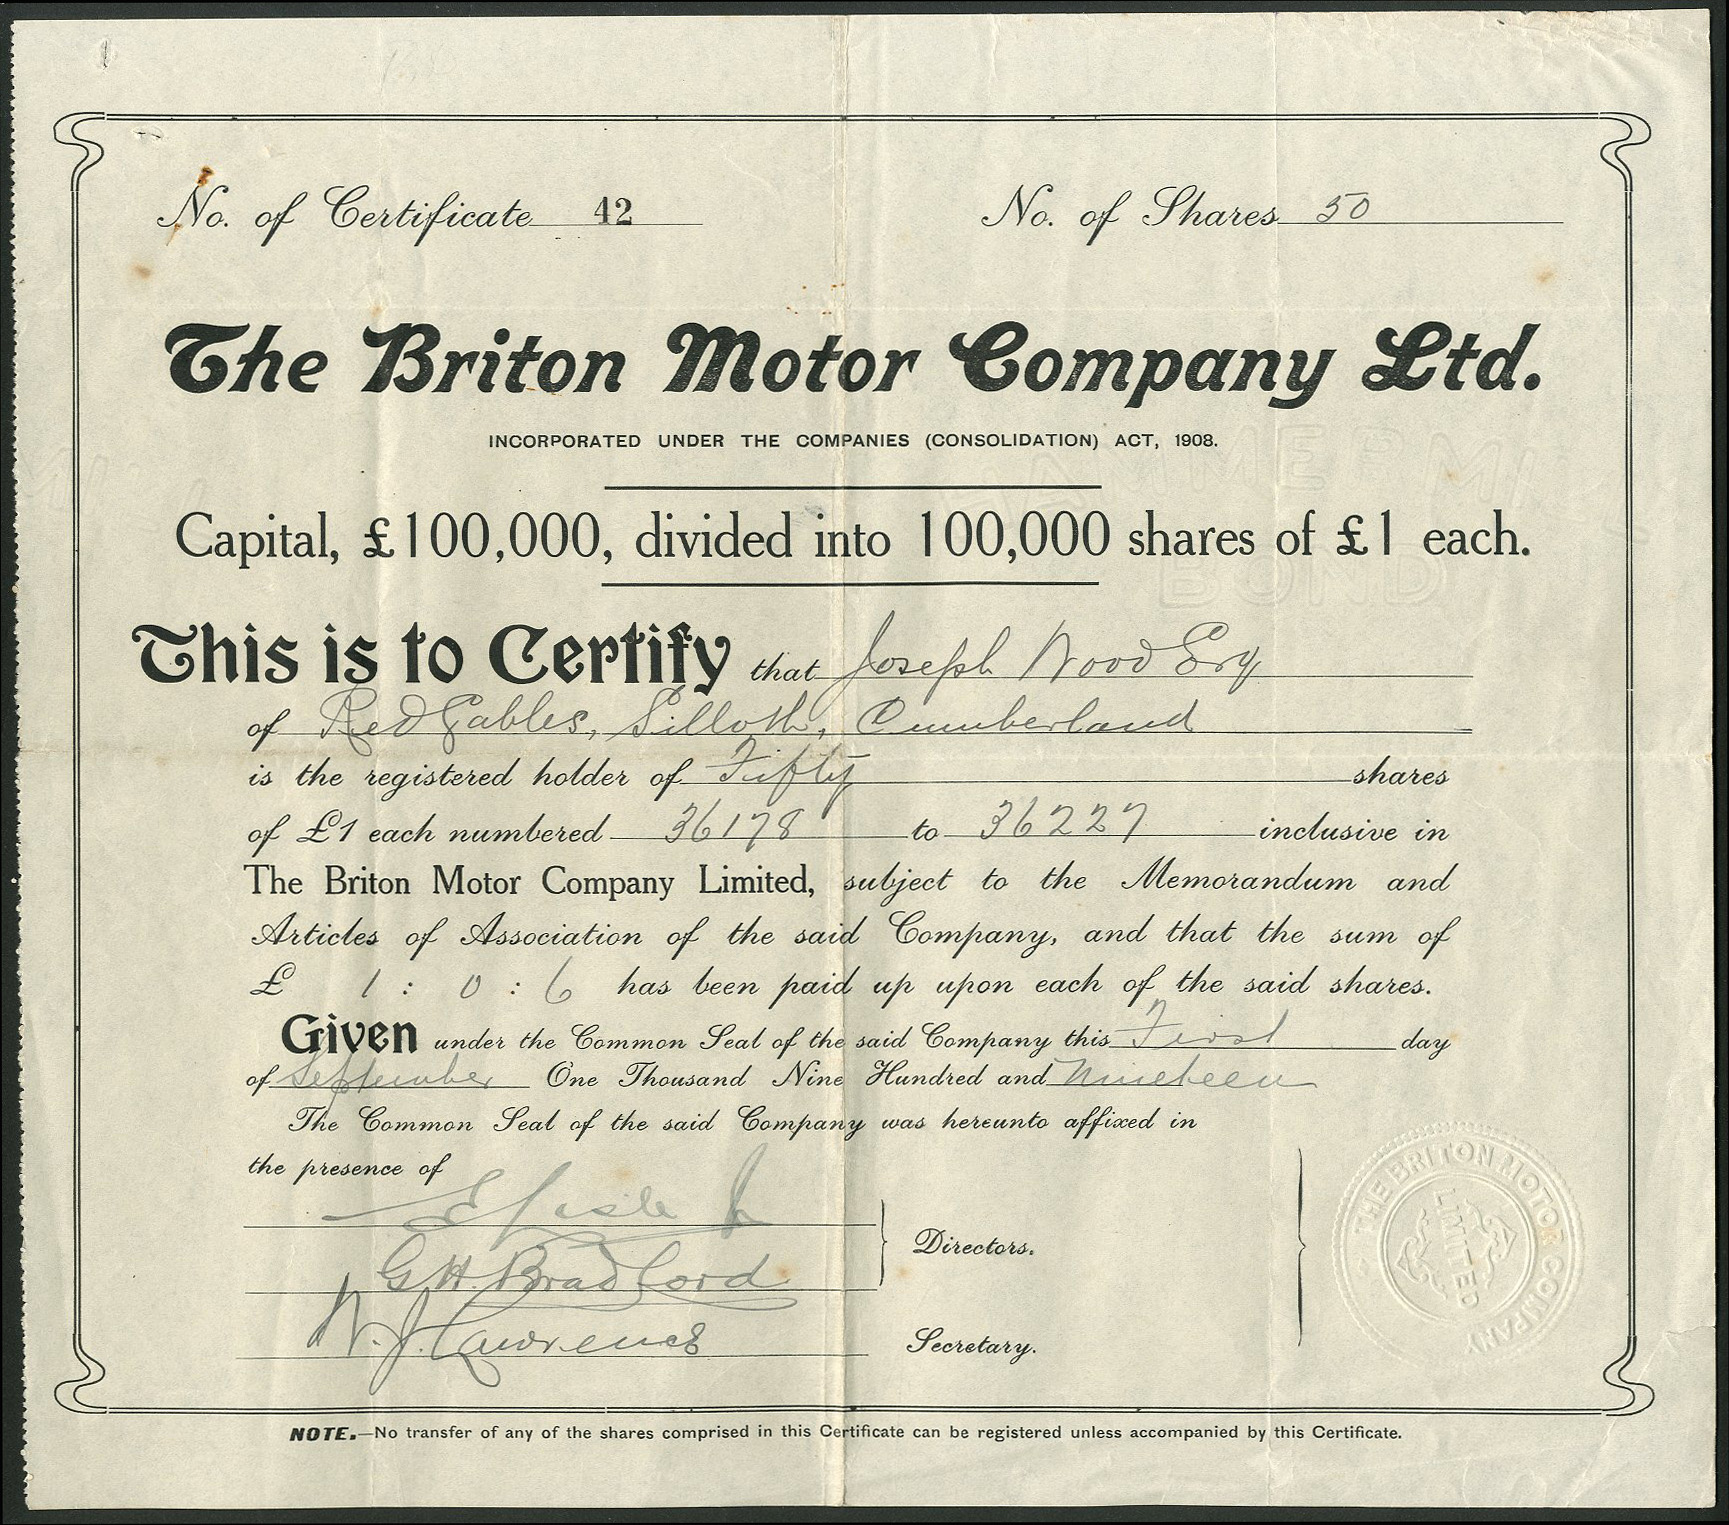 No. of Certificate 42 No. of Shares 50
The Briton Motor Company Ltd.
INCORPORATED UNDER THE COMPANIES (CONSOLIDATION) ACT, 1908.
Capital, £100,000, divided into 100,000 shares of £1 each.
This is to Certify that Joseph Wood Esq
of Red Gables, Silloth, Cumberland
is the registered holder of Fifty shares
of £1 each numbered 36178 to 36227 inclusive in
The Briton Motor Company Limited, subject to the Memorandum and
Articles of Association of the said Company, and that the sum of
£ 1 : 0 : 6 has been paid up upon each of the said shares.
Given under the Common Seal of the said Company this First day
of September One Thousand Nine Hundred and Nineteen
The Common Seal of the said Company was hereunto affixed in
the presence of
Directors.
G H Bradford
W. J. Lawrence Secretary.
THE BRITON MOTOR COMPANY
LIMITED
NOTE.—No transfer of any of the shares comprised in this Certificate can be registered unless accompanied by this Certificate.